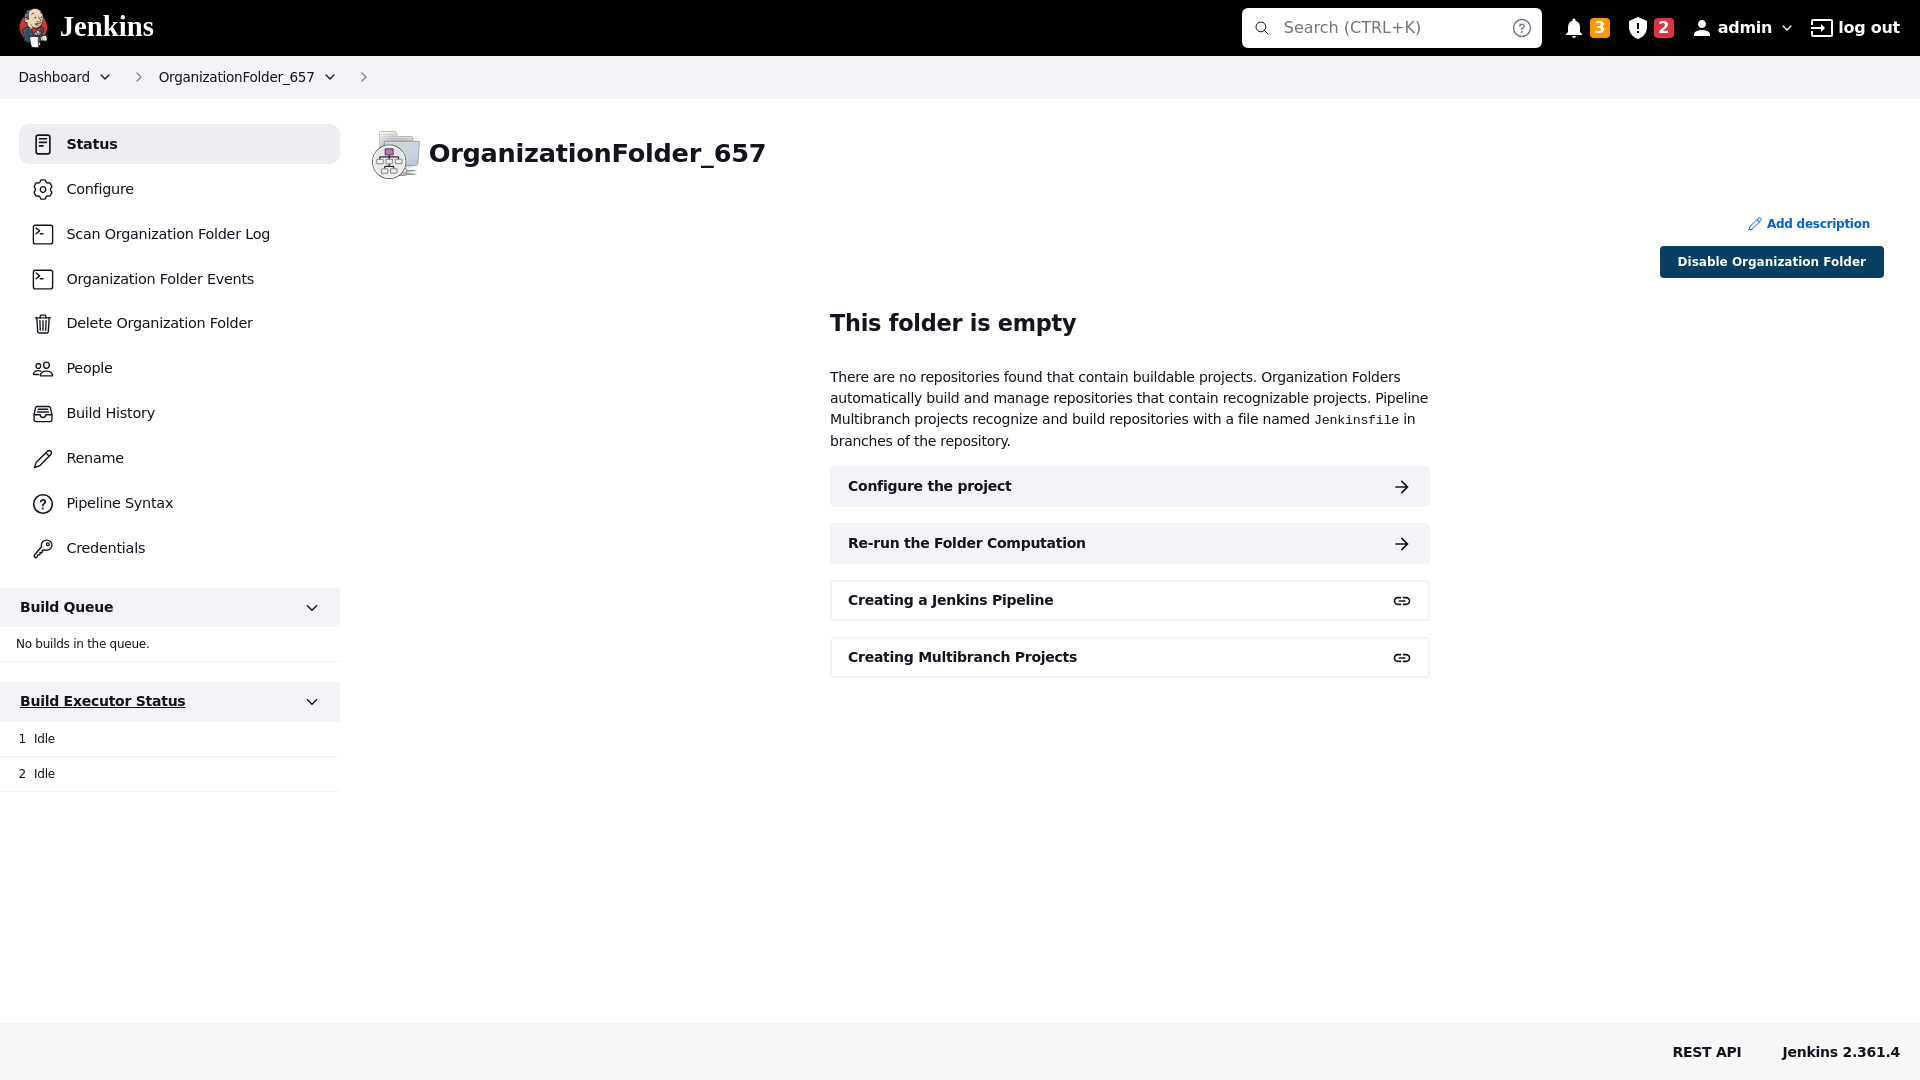 Jenkins
Search (CTRL+K)
3
2
admin
log out
Dashboard
OrganizationFolder_657
Status
Configure
Scan Organization Folder Log
Organization Folder Events
Delete Organization Folder
People
Build History
Rename
Pipeline Syntax
Credentials
Build Queue
No builds in the queue.
Build Executor Status
1 Idle
2 Idle
OrganizationFolder_657
Add description
Disable Organization Folder
This folder is empty
There are no repositories found that contain buildable projects. Organization Folders
automatically build and manage repositories that contain recognizable projects. Pipeline
Multibranch projects recognize and build repositories with a file named Jenkinsfile in
branches of the repository.
Configure the project
Re-run the Folder Computation
Creating a Jenkins Pipeline
Creating Multibranch Projects
REST API
Jenkins 2.361.4